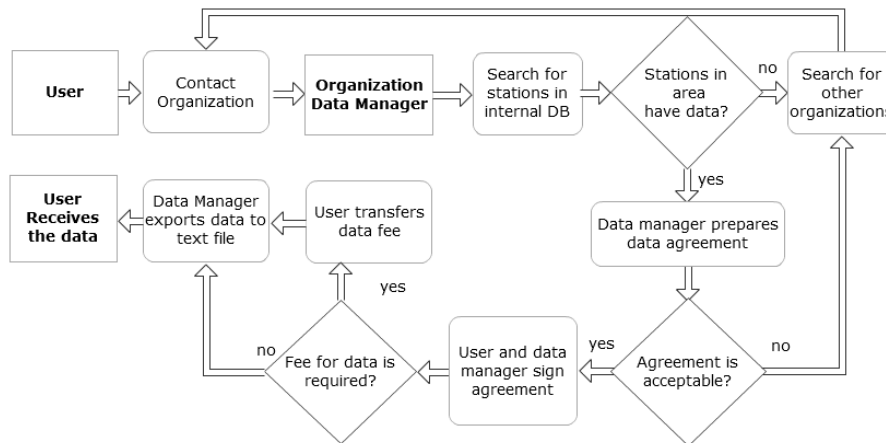 User
Contact
Organization
Organization
Data Manager
Search for
stations in
internal DB
Stations in
area
have data?
no
Search for
other
organizations
yes
Data manager prepares
data agreement
User
Receives
the data
Data Manager
exports data to
text file
User transfers
data fee
yes
no
Fee for data is
required?
User and data
manager sign
agreement
yes
Agreement is
acceptable?
no